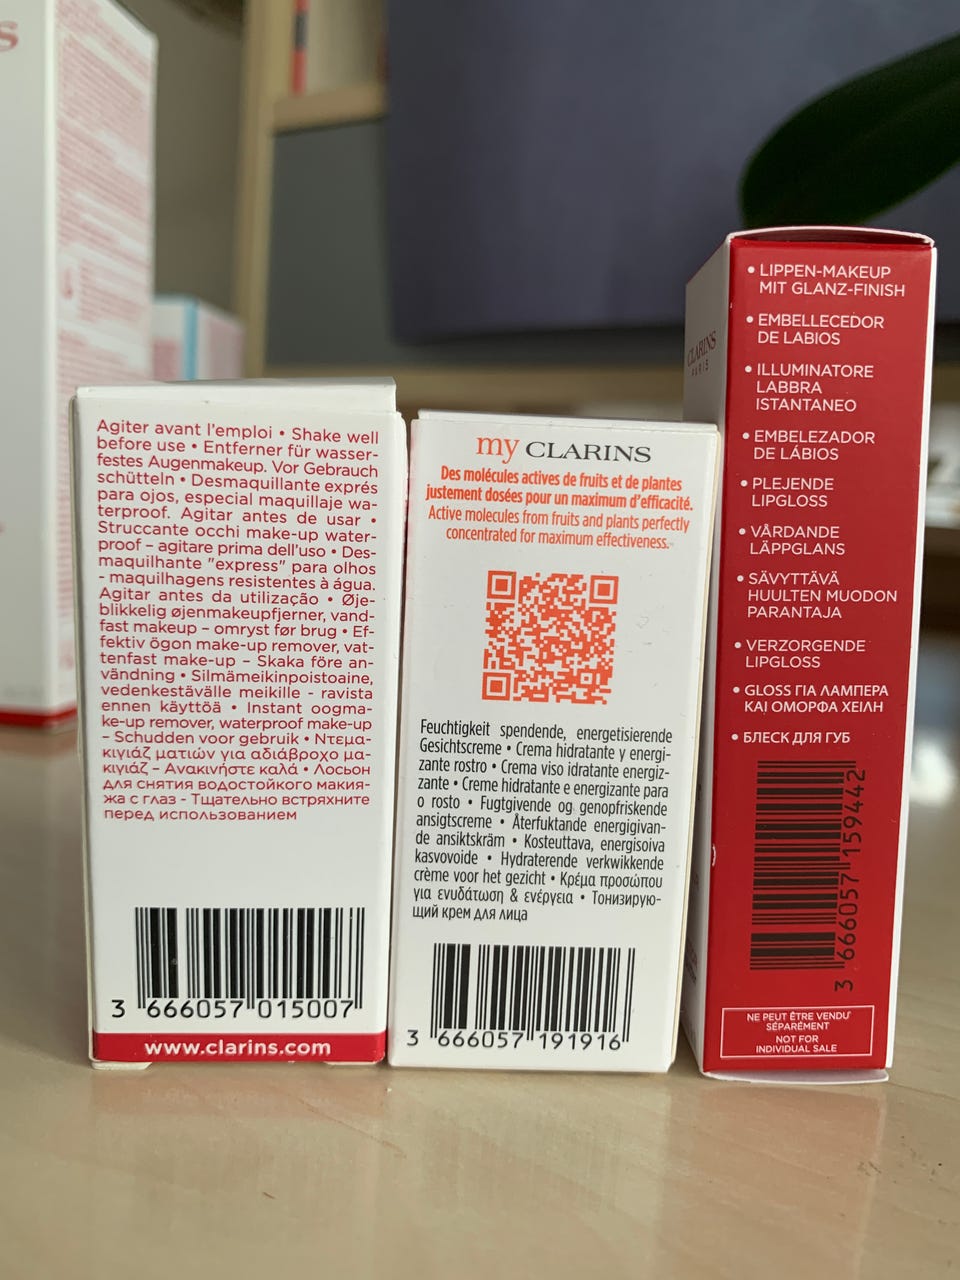 Agiter avant l'emploi • Shake well
before use • Entferner für wasser-
festes Augenmakeup. Vor Gebrauch
schütteln • Desmaquillante exprés
para ojos, especial maquillaje wa-
terproof. Agitar antes de usar •
Struccante occhi make-up water-
proof – agitare prima dell'uso • Des-
maquilhante "express" para olhos
- maquilhagens resistentes à água.
Agitar antes da utilização • Øje-
blikkelig øjenmakeupfjerner, vand-
fast makeup – omryst før brug • Ef-
fektiv ögon make-up remover, vat-
tenfast make-up – Skaka före an-
vändning • Silmämeikinpoistoaine,
vedenkestävälle meikille - ravista
ennen käyttöä • Instant oogma-
ke-up remover, waterproof make-up
– Schudden voor gebruik • Ντεμα-
κιγιάζ ματιών για αδιάβροχο μα-
κιγιάζ – Ανακινήστε καλά • Лосьон
для снятия водостойкого макия-
жа с глаз - Тщательно встряхните
перед использованием
3 666057 015007
www.clarins.com
my CLARINS
Des molécules actives de fruits et de plantes
justement dosées pour un maximum d'efficacité.
Active molecules from fruits and plants perfectly
concentrated for maximum effectiveness.
Feuchtigkeit spendende, energetisierende
Gesichtscreme • Crema hidratante y energi-
zante rostro • Crema viso idratante energiz-
zante • Creme hidratante e energizante para
o rosto • Fugtgivende og genopfriskende
ansigtscreme • Återfuktande energigivan-
de ansiktskräm • Kosteuttava, energisoiva
kasvovoide • Hydraterende verkwikkende
crème voor het gezicht • Κρέμα προσώπου
για ενυδάτωση & ενέργεια • Тонизирую-
щий крем для лица
3 666057 191916
CLARINS
PARIS
• LIPPEN-MAKEUP
MIT GLANZ-FINISH
• EMBELLECEDOR
DE LABIOS
• ILLUMINATORE
LABBRA
ISTANTANEO
• EMBELEZADOR
DE LÁBIOS
• PLEJENDE
LIPGLOSS
• VÅRDANDE
LÄPPGLANS
• SÄVYTTÄVÄ
HUULTEN MUODON
PARANTAJA
• VERZORGENDE
LIPGLOSS
• GLOSS ΓΙΑ ΛΑΜΠΕΡΑ
ΚΑΙ ΟΜΟΡΦΑ ΧΕΙΛΗ
• БЛЕСК ДЛЯ ГУБ
3 666057 159442
NE PEUT ÊTRE VENDU
SÉPARÉMENT
NOT FOR
INDIVIDUAL SALE